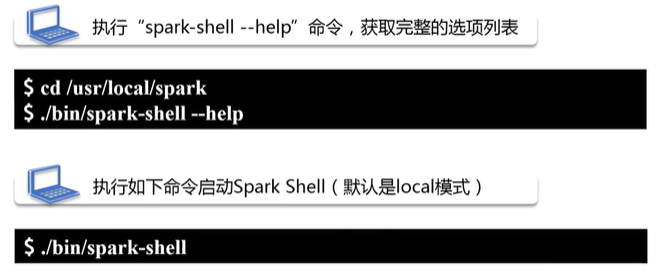 执行“spark-shell --help”命令，获取完整的选项列表
$ cd /usr/local/spark
$ ./bin/spark-shell --help
执行如下命令启动Spark Shell（默认是local模式）
$ ./bin/spark-shell